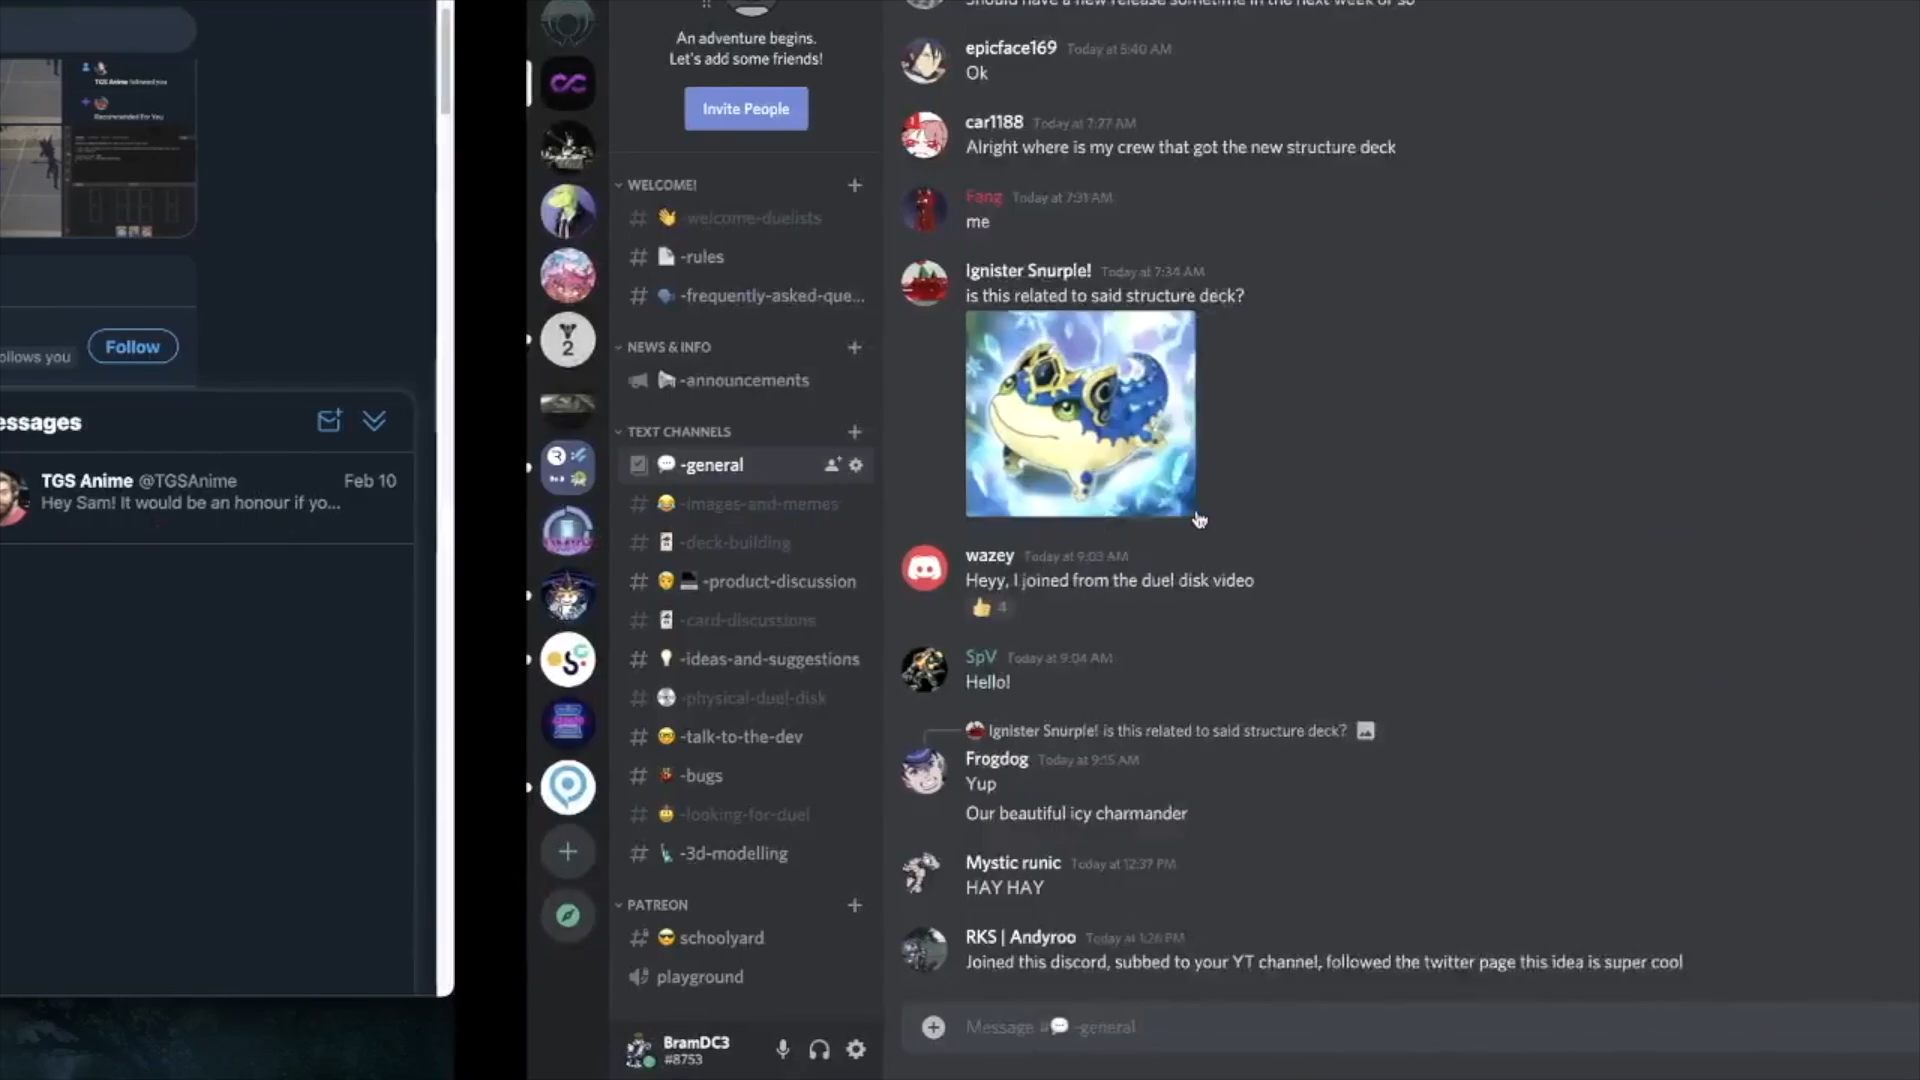 TGS Anime followed you
Recommended For You
ollows you
Follow
essages
TGS Anime @TGSAnime
Feb 10
Hey Sam! It would be an honour if yo...
An adventure begins.
Let's add some friends!
Invite People
WELCOME!
-welcome-duelists
-rules
-frequently-asked-que...
NEWS & INFO
-announcements
TEXT CHANNELS
-general
-images-and-memes
-deck-building
-product-discussion
-card-discussions
-ideas-and-suggestions
-physical-duel-disk
-talk-to-the-dev
-bugs
-looking-for-duel
-3d-modelling
PATREON
schoolyard
playground
BramDC3
#8753
Should have a new release sometime in the next week or so
epicface169 Today at 5:40 AM
Ok
car1188 Today at 7:27 AM
Alright where is my crew that got the new structure deck
Fang Today at 7:31 AM
me
Ignister Snurple! Today at 7:34 AM
is this related to said structure deck?
wazey Today at 9:03 AM
Heyy, I joined from the duel disk video
4
SpV Today at 9:04 AM
Hello!
Ignister Snurple! is this related to said structure deck?
Frogdog Today at 9:15 AM
Yup
Our beautiful icy charmander
Mystic runic Today at 12:37 PM
HAY HAY
RKS | Andyroo Today at 1:26 PM
Joined this discord, subbed to your YT channel, followed the twitter page this idea is super cool
Message #💬 -general